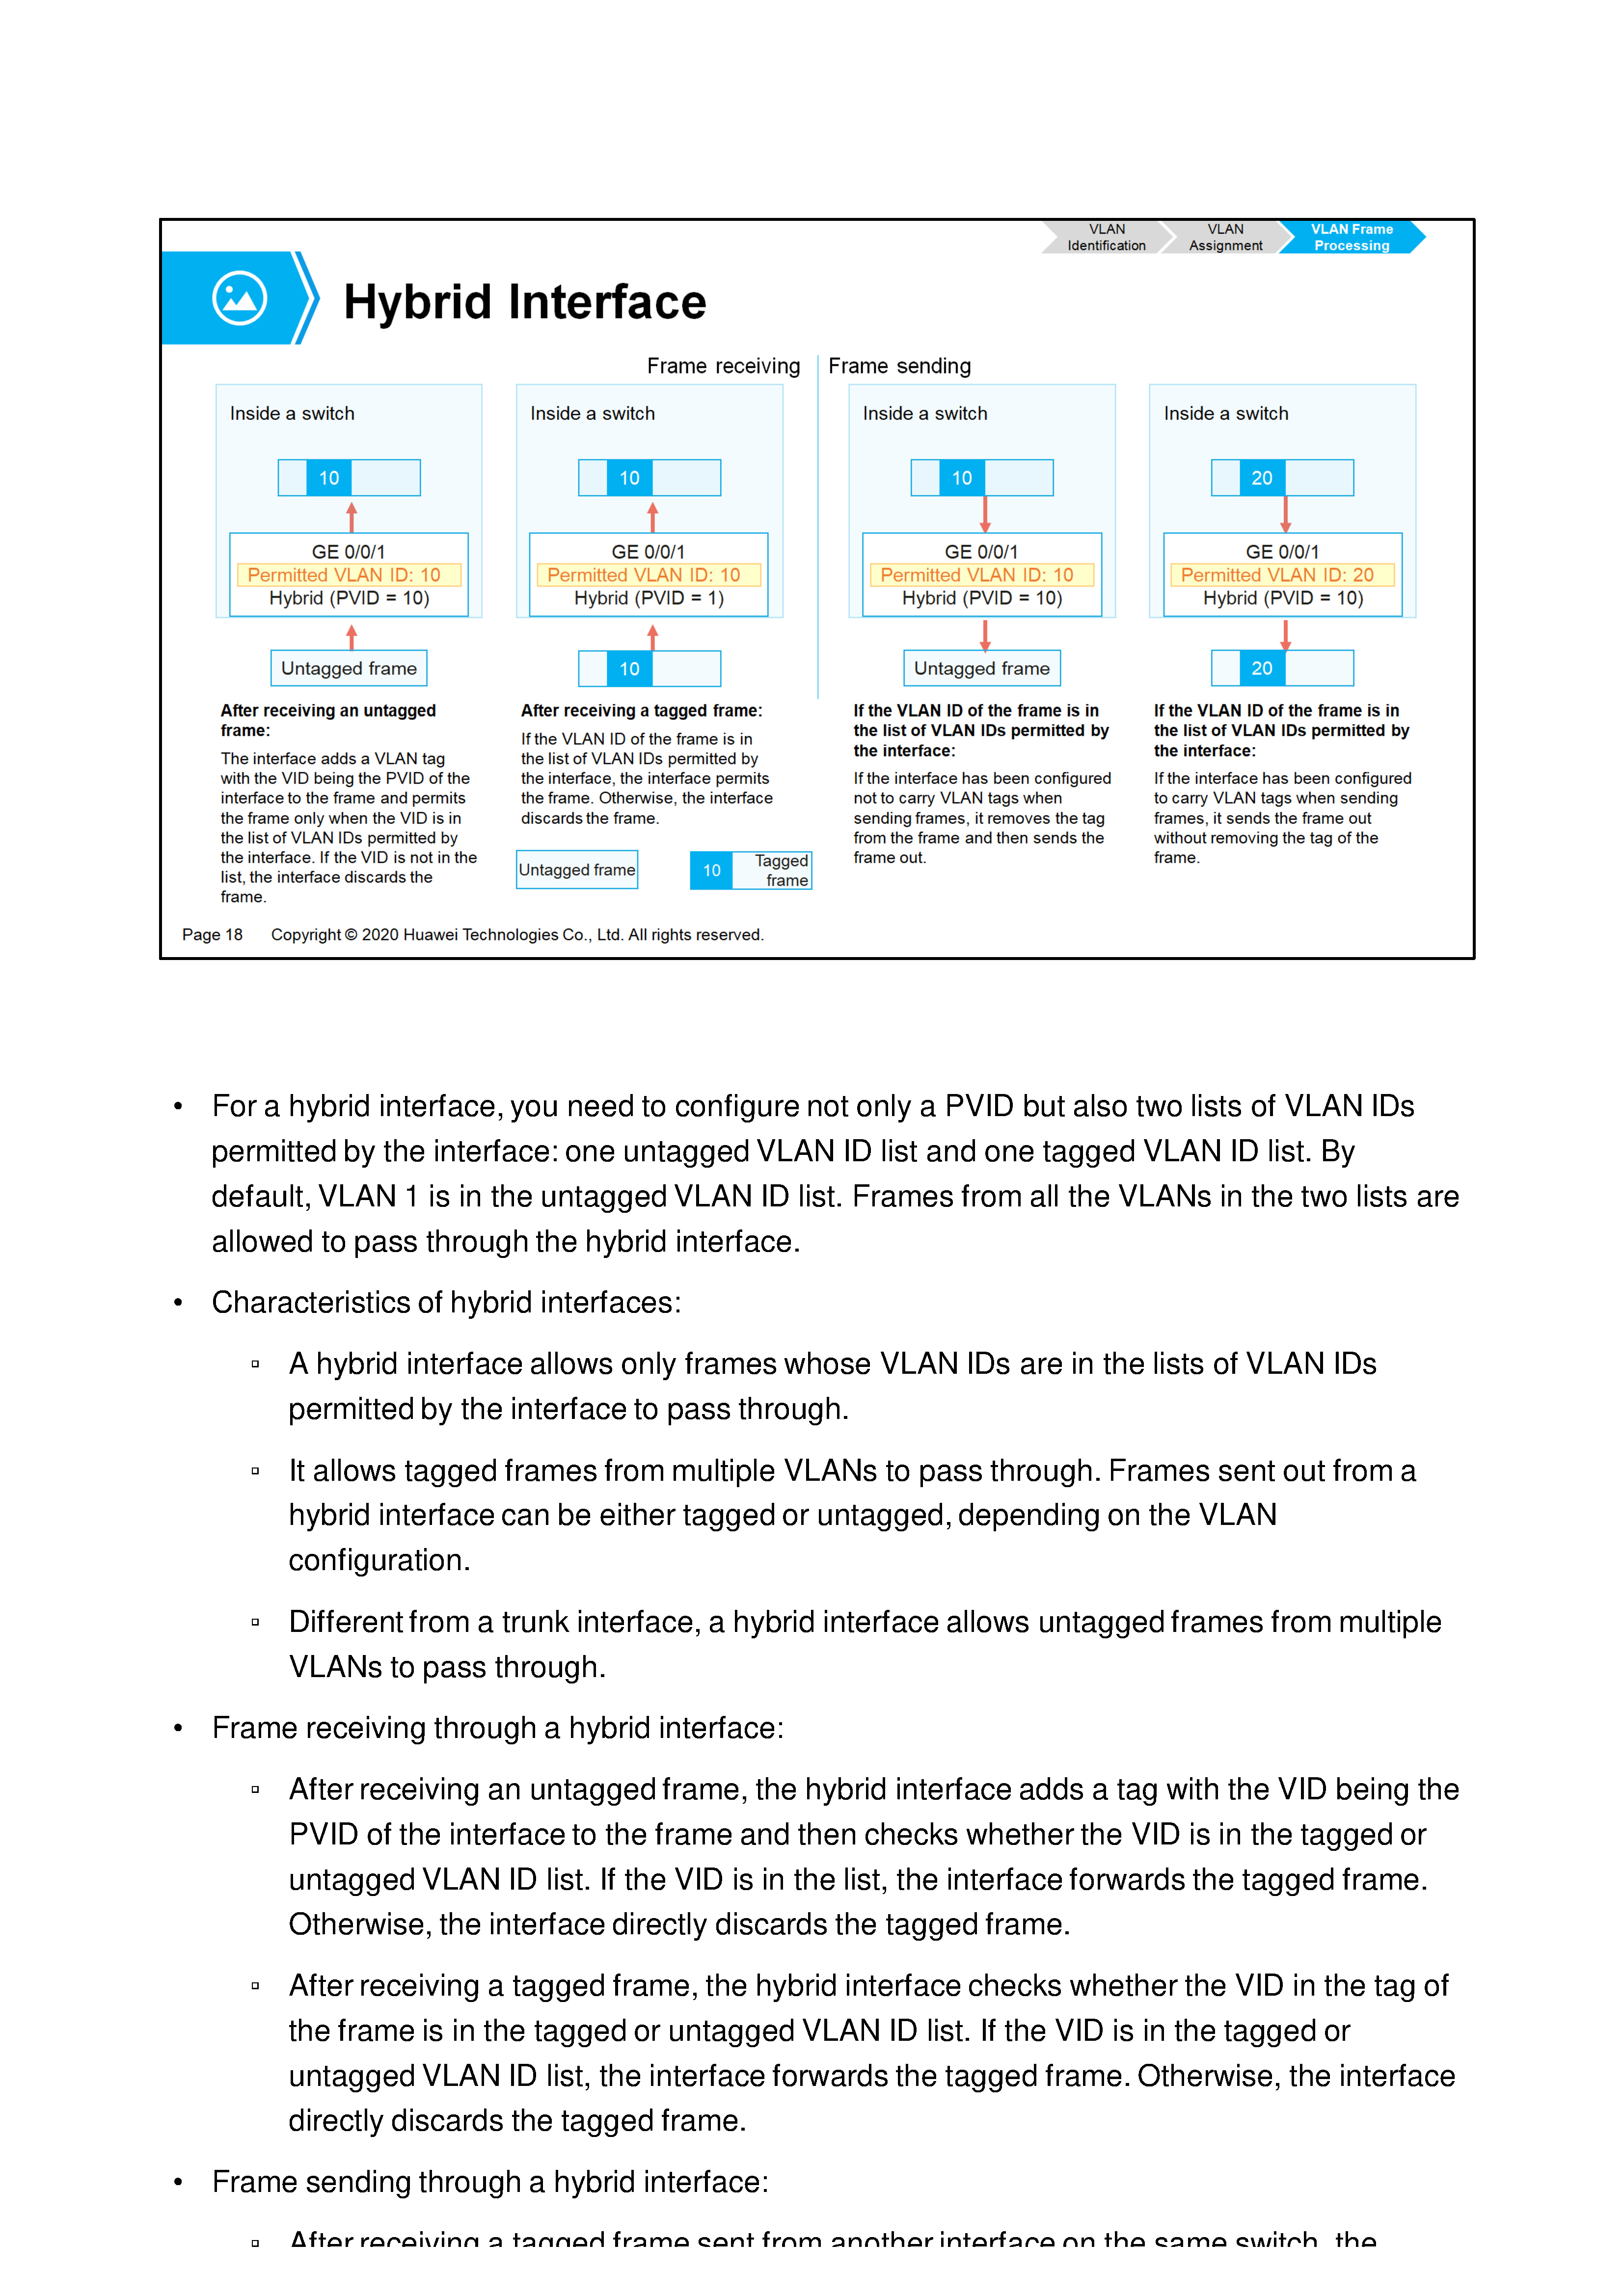 VLAN
Identification
VLAN
Assignment
VLAN Frame
Processing
Hybrid Interface
Frame receiving
Frame sending
Inside a switch
10
GE 0/0/1
Permitted VLAN ID: 10
Hybrid (PVID = 10)
Untagged frame
After receiving an untagged
frame:
The interface adds a VLAN tag
with the VID being the PVID of the
interface to the frame and permits
the frame only when the VID is in
the list of VLAN IDs permitted by
the interface. If the VID is not in the
list, the interface discards the
frame.
Inside a switch
10
GE 0/0/1
Permitted VLAN ID: 10
Hybrid (PVID = 1)
10
After receiving a tagged frame:
If the VLAN ID of the frame is in
the list of VLAN IDs permitted by
the interface, the interface permits
the frame. Otherwise, the interface
discards the frame.
Untagged frame
10
Tagged
frame
Inside a switch
10
GE 0/0/1
Permitted VLAN ID: 10
Hybrid (PVID = 10)
Untagged frame
If the VLAN ID of the frame is in
the list of VLAN IDs permitted by
the interface:
If the interface has been configured
not to carry VLAN tags when
sending frames, it removes the tag
from the frame and then sends the
frame out.
Inside a switch
20
GE 0/0/1
Permitted VLAN ID: 20
Hybrid (PVID = 10)
20
If the VLAN ID of the frame is in
the list of VLAN IDs permitted by
the interface:
If the interface has been configured
to carry VLAN tags when sending
frames, it sends the frame out
without removing the tag of the
frame.
Page 18 Copyright © 2020 Huawei Technologies Co., Ltd. All rights reserved.
• For a hybrid interface, you need to configure not only a PVID but also two lists of VLAN IDs
permitted by the interface: one untagged VLAN ID list and one tagged VLAN ID list. By
default, VLAN 1 is in the untagged VLAN ID list. Frames from all the VLANs in the two lists are
allowed to pass through the hybrid interface.
• Characteristics of hybrid interfaces:
▫ A hybrid interface allows only frames whose VLAN IDs are in the lists of VLAN IDs
permitted by the interface to pass through.
▫ It allows tagged frames from multiple VLANs to pass through. Frames sent out from a
hybrid interface can be either tagged or untagged, depending on the VLAN
configuration.
▫ Different from a trunk interface, a hybrid interface allows untagged frames from multiple
VLANs to pass through.
• Frame receiving through a hybrid interface:
▫ After receiving an untagged frame, the hybrid interface adds a tag with the VID being the
PVID of the interface to the frame and then checks whether the VID is in the tagged or
untagged VLAN ID list. If the VID is in the list, the interface forwards the tagged frame.
Otherwise, the interface directly discards the tagged frame.
▫ After receiving a tagged frame, the hybrid interface checks whether the VID in the tag of
the frame is in the tagged or untagged VLAN ID list. If the VID is in the tagged or
untagged VLAN ID list, the interface forwards the tagged frame. Otherwise, the interface
directly discards the tagged frame.
• Frame sending through a hybrid interface:
▫ After receiving a tagged frame sent from another interface on the same switch, the